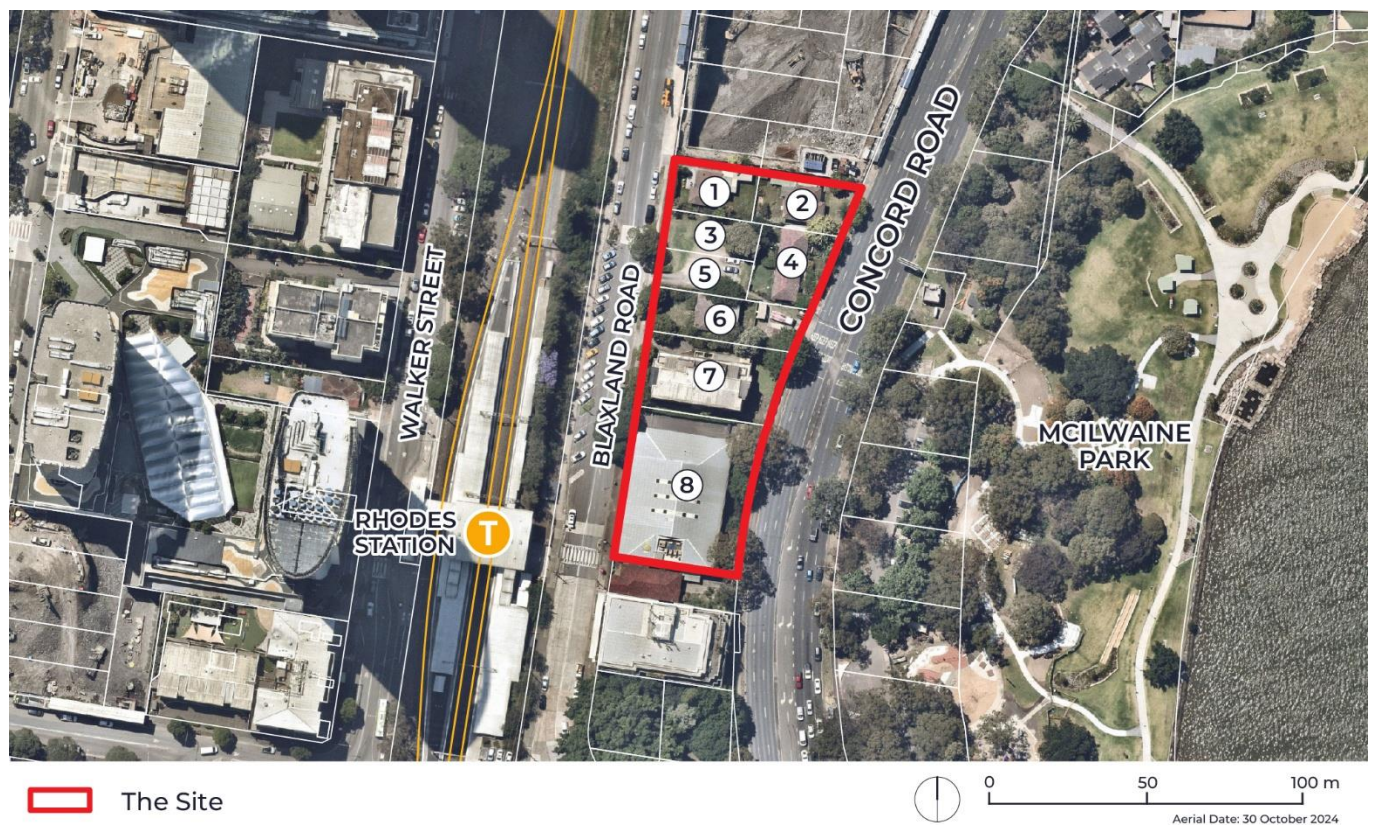 1
2
3
4
5
6
7
8
CONCORD ROAD
WALKER STREET
BLAXLAND ROAD
MCILWAINE
PARK
RHODES
STATION
T
The Site
0 50 100 m
Aerial Date: 30 October 2024